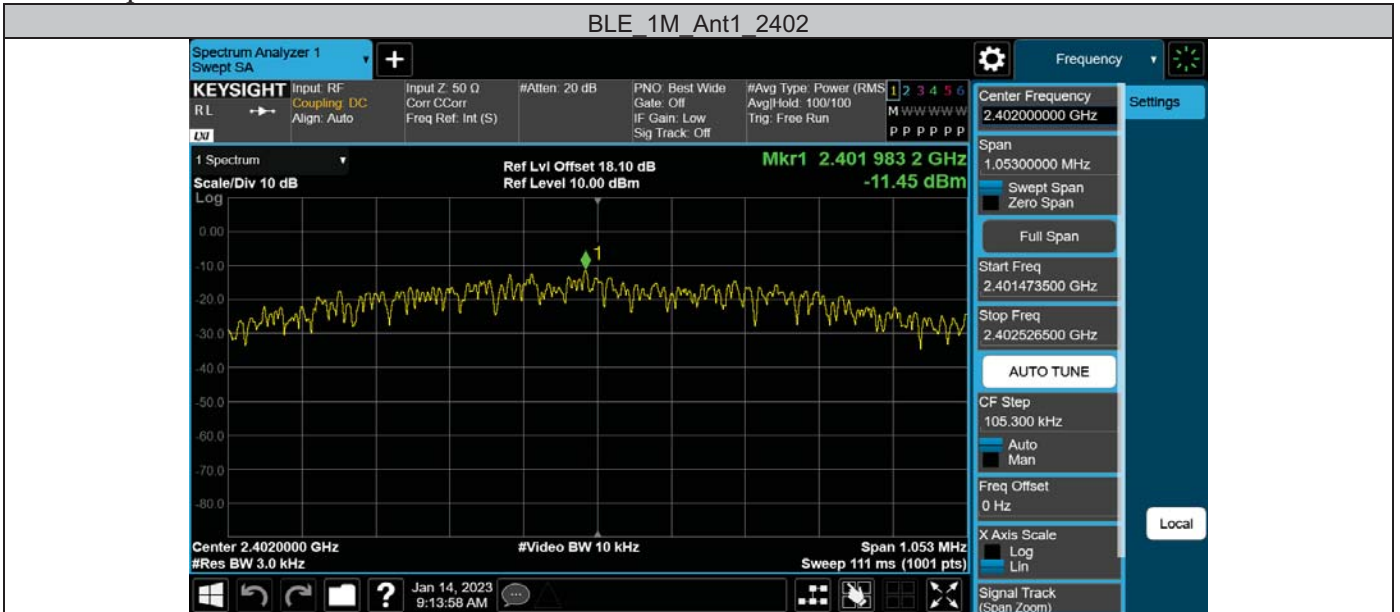 BLE_1M_Ant1_2402
Spectrum Analyzer 1
Swept SA
Frequency
KEYSIGHT
RL
LXI
Input: RF
Coupling: DC
Align: Auto
Input Z: 50 Ω
Corr CCorr
Freq Ref: Int (S)
#Atten: 20 dB
PNO: Best Wide
Gate: Off
IF Gain: Low
Sig Track: Off
#Avg Type: Power (RMS
Avg|Hold: 100/100
Trig: Free Run
1 2 3 4 5 6
M W W W W W
P P P P P P
1 Spectrum
Scale/Div 10 dB
Log
Ref Lvl Offset 18.10 dB
Ref Level 10.00 dBm
Mkr1 2.401 983 2 GHz
-11.45 dBm
0.00
-10.0
-20.0
-30.0
-40.0
-50.0
-60.0
-70.0
-80.0
1
Center 2.4020000 GHz
#Res BW 3.0 kHz
#Video BW 10 kHz
Span 1.053 MHz
Sweep 111 ms (1001 pts)
Jan 14, 2023
9:13:58 AM
Center Frequency
2.402000000 GHz
Span
1.05300000 MHz
Swept Span
Zero Span
Full Span
Start Freq
2.401473500 GHz
Stop Freq
2.402526500 GHz
AUTO TUNE
CF Step
105.300 kHz
Auto
Man
Freq Offset
0 Hz
X Axis Scale
Log
Lin
Signal Track
(Span Zoom)
Settings
Local